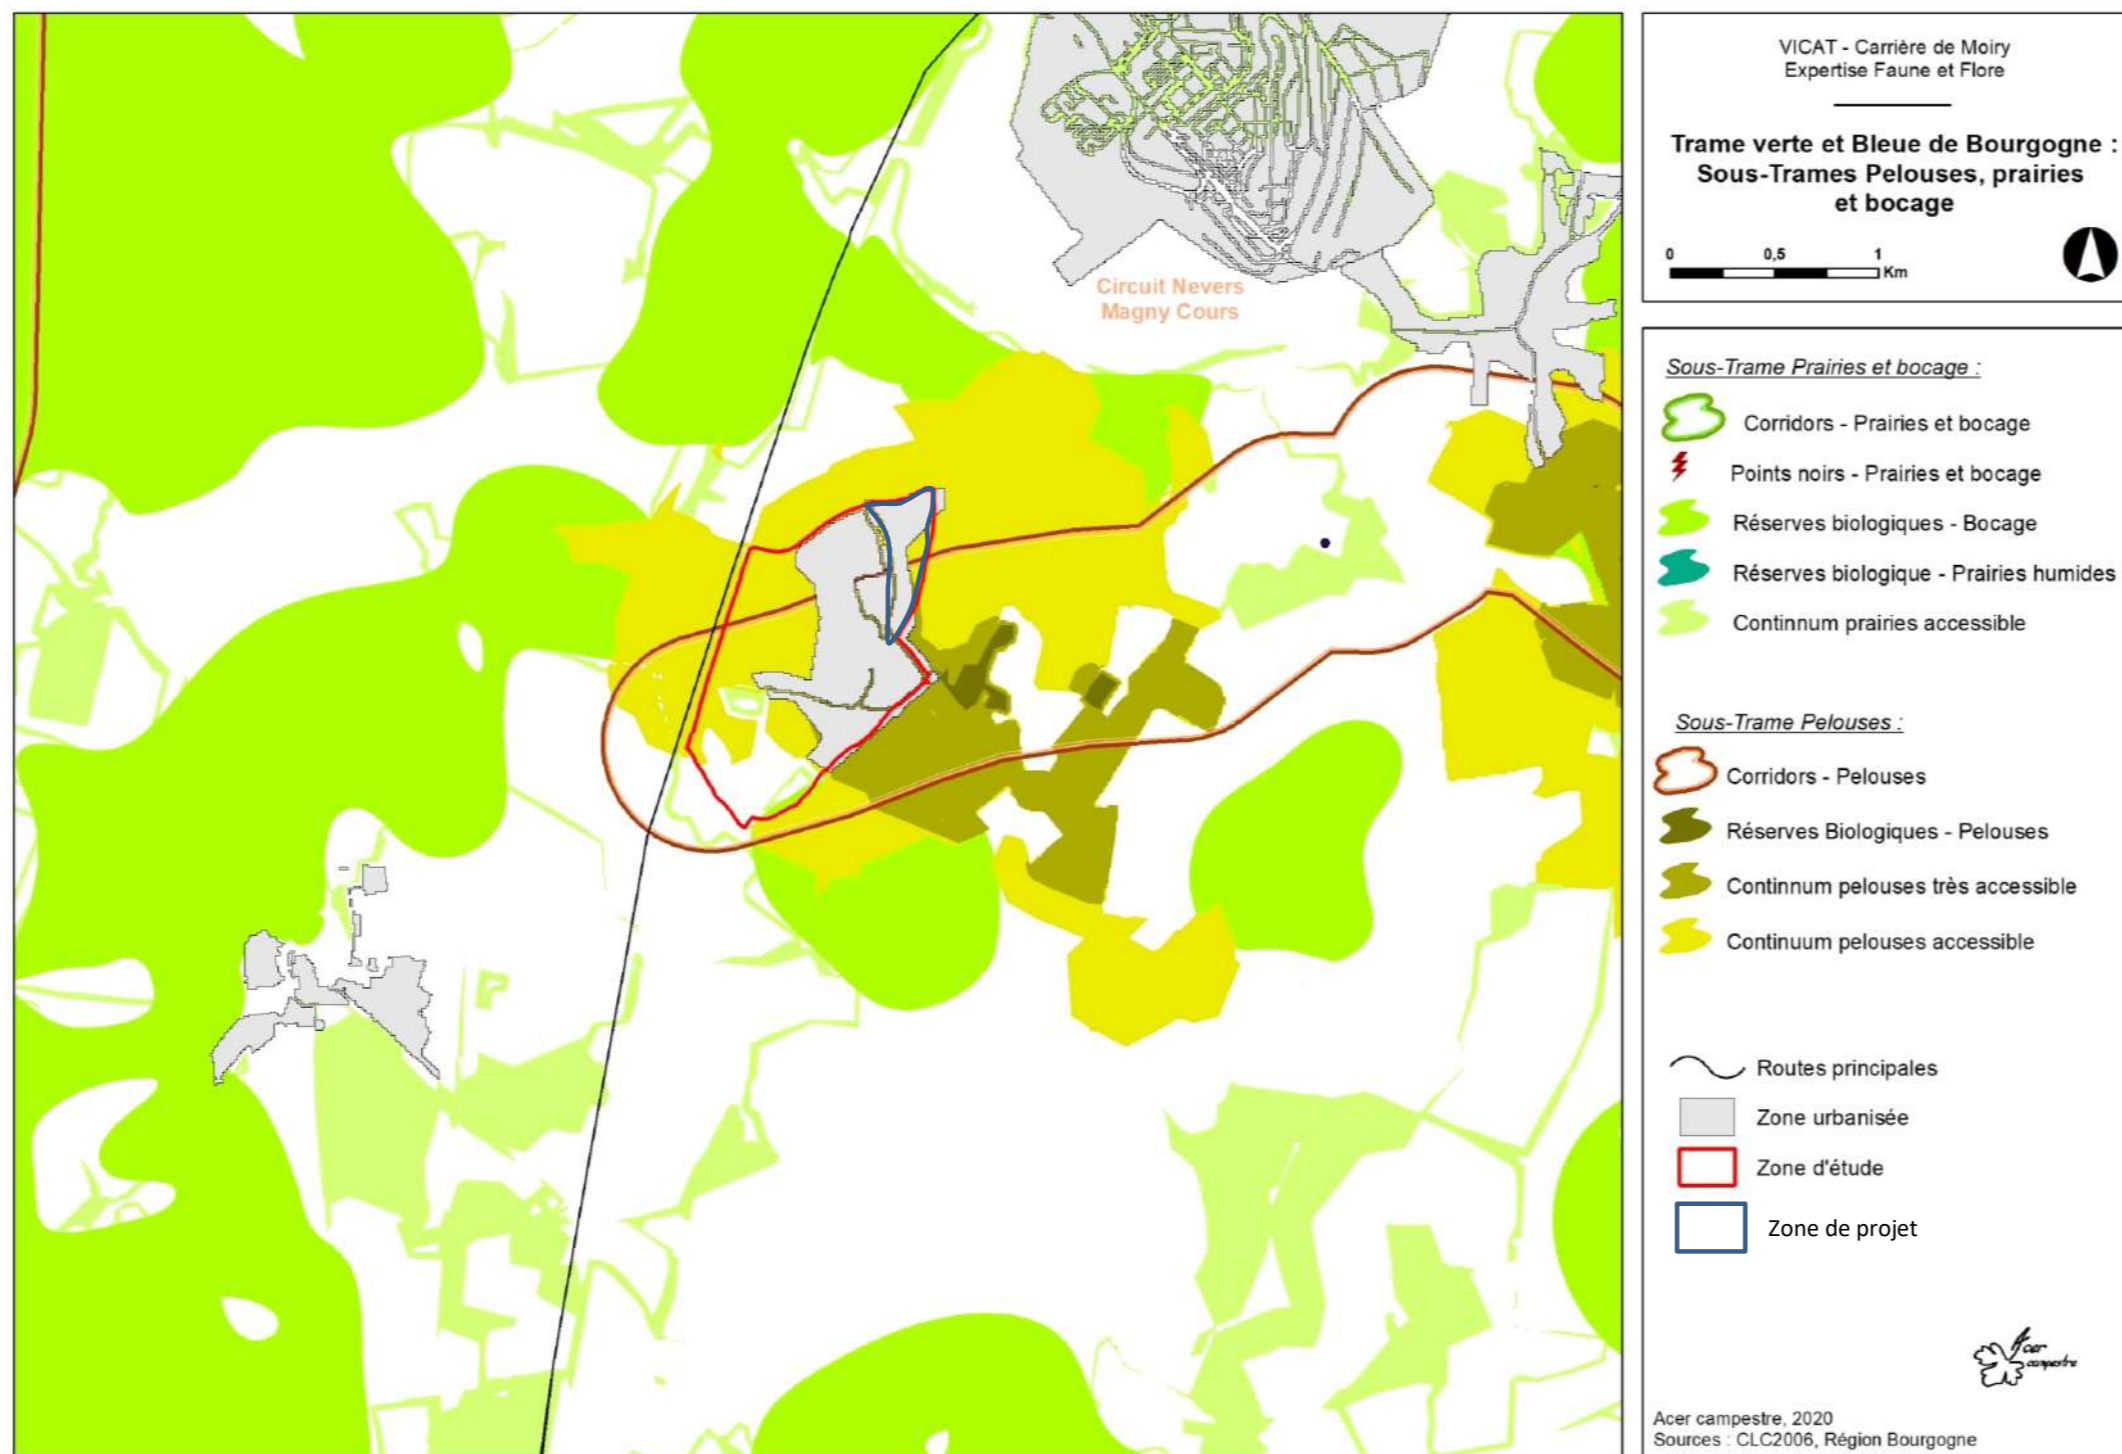 VICAT - Carrière de Moiry
Expertise Faune et Flore
Trame verte et Bleue de Bourgogne :
Sous-Trames Pelouses, prairies
et bocage
0 0,5 1
Km
Circuit Nevers
Magny Cours
Sous-Trame Prairies et bocage :
Corridors - Prairies et bocage
Points noirs - Prairies et bocage
Réserves biologiques - Bocage
Réserves biologique - Prairies humides
Continnum prairies accessible
Sous-Trame Pelouses :
Corridors - Pelouses
Réserves Biologiques - Pelouses
Continnum pelouses très accessible
Continuum pelouses accessible
Routes principales
Zone urbanisée
Zone d'étude
Zone de projet
Acer
campestre
Acer campestre, 2020
Sources : CLC2006, Région Bourgogne